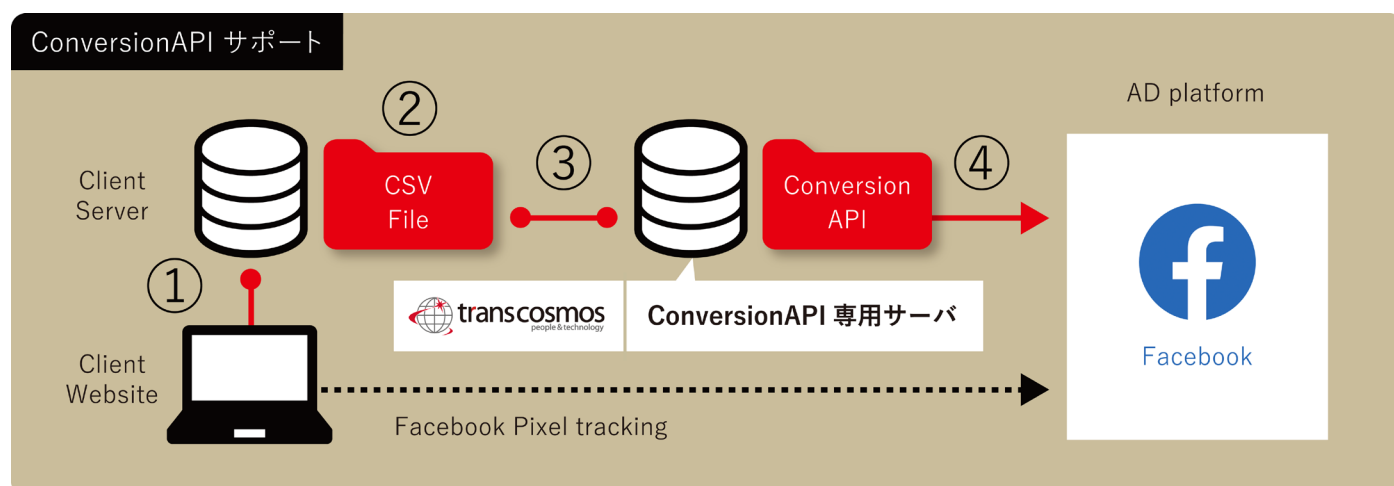 ConversionAPI サポート
②
AD platform
Client
Server
CSV
File
③
Conversion
API
④
①
transcosmos
people & technology
ConversionAPI 専用サーバ
Facebook
Client
Website
Facebook Pixel tracking